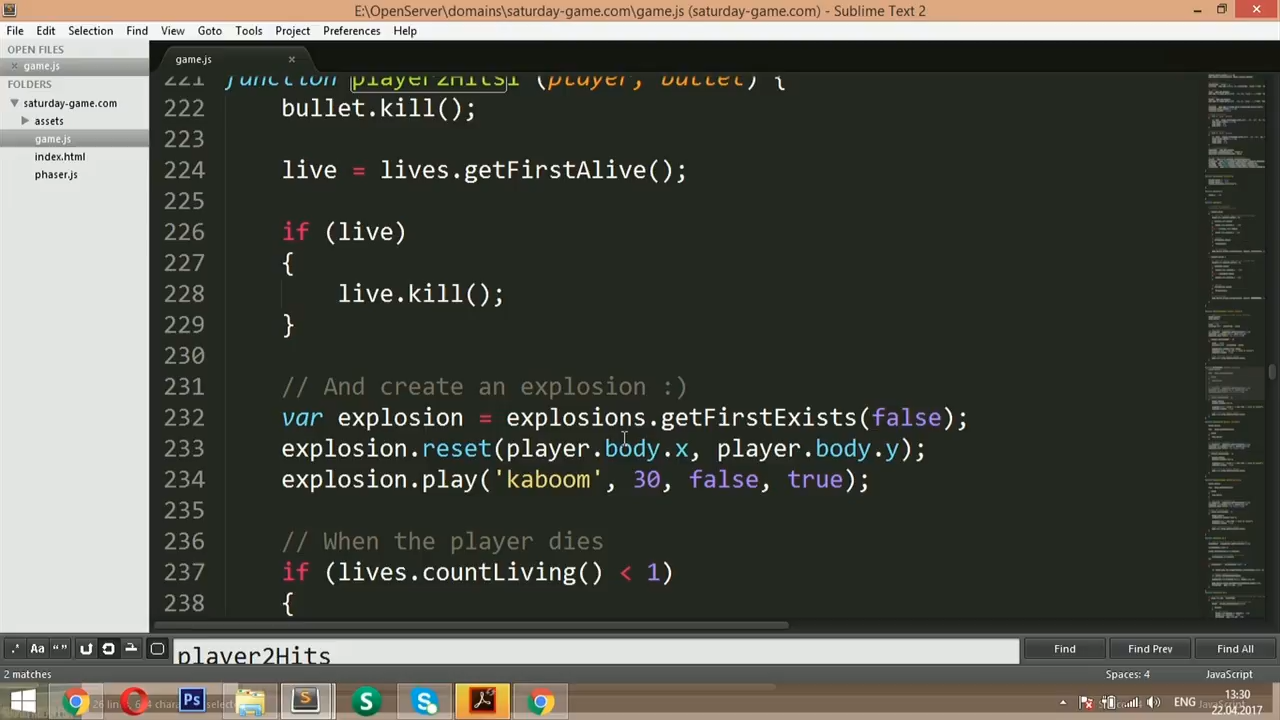 E:\OpenServer\domains\saturday-game.com\game.js (saturday-game.com) - Sublime Text 2
File Edit Selection Find View Goto Tools Project Preferences Help
OPEN FILES
game.js
FOLDERS
saturday-game.com
assets
game.js
index.html
phaser.js
game.js
221 function player2Hits1 (player, bullet) {
222 bullet.kill();
223
224 live = lives.getFirstAlive();
225
226 if (live)
227 {
228 live.kill();
229 }
230
231 // And create an explosion :)
232 var explosion = explosions.getFirstExists(false);
233 explosion.reset(player.body.x, player.body.y);
234 explosion.play('kaboom', 30, false, true);
235
236 // When the player dies
237 if (lives.countLiving() < 1)
238 {
player2Hits
Find Find Prev Find All
2 matches
Spaces: 4 JavaScript
ENG
13:30
22.04.2017